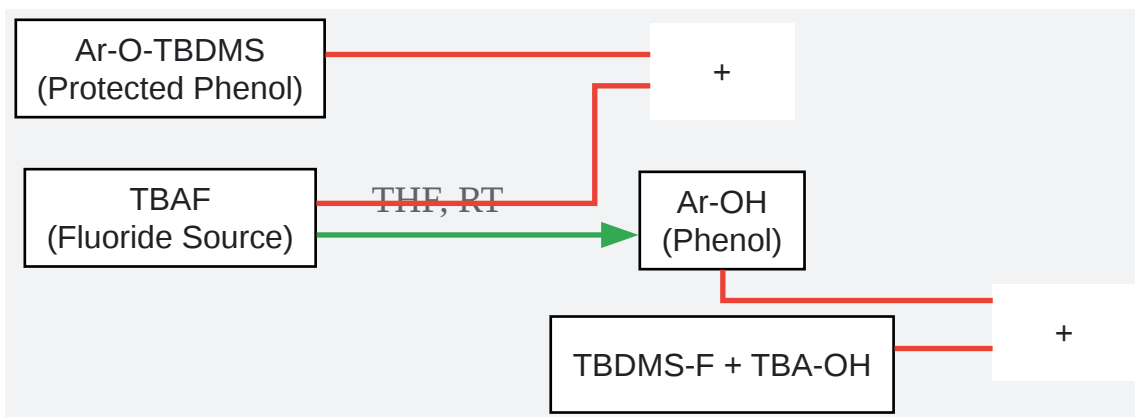 Ar-O-TBDMS
(Protected Phenol)
+
TBAF
(Fluoride Source)
THF, RT
Ar-OH
(Phenol)
TBDMS-F + TBA-OH
+